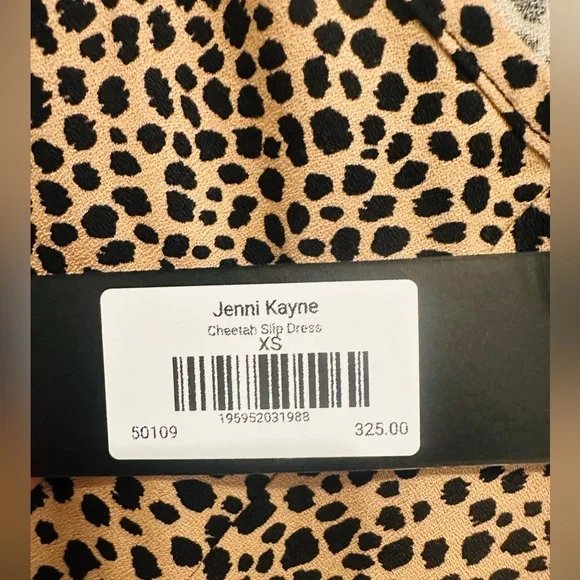 Jenni Kayne
Cheetah Slip Dress
XS
195952031988
50109 325.00